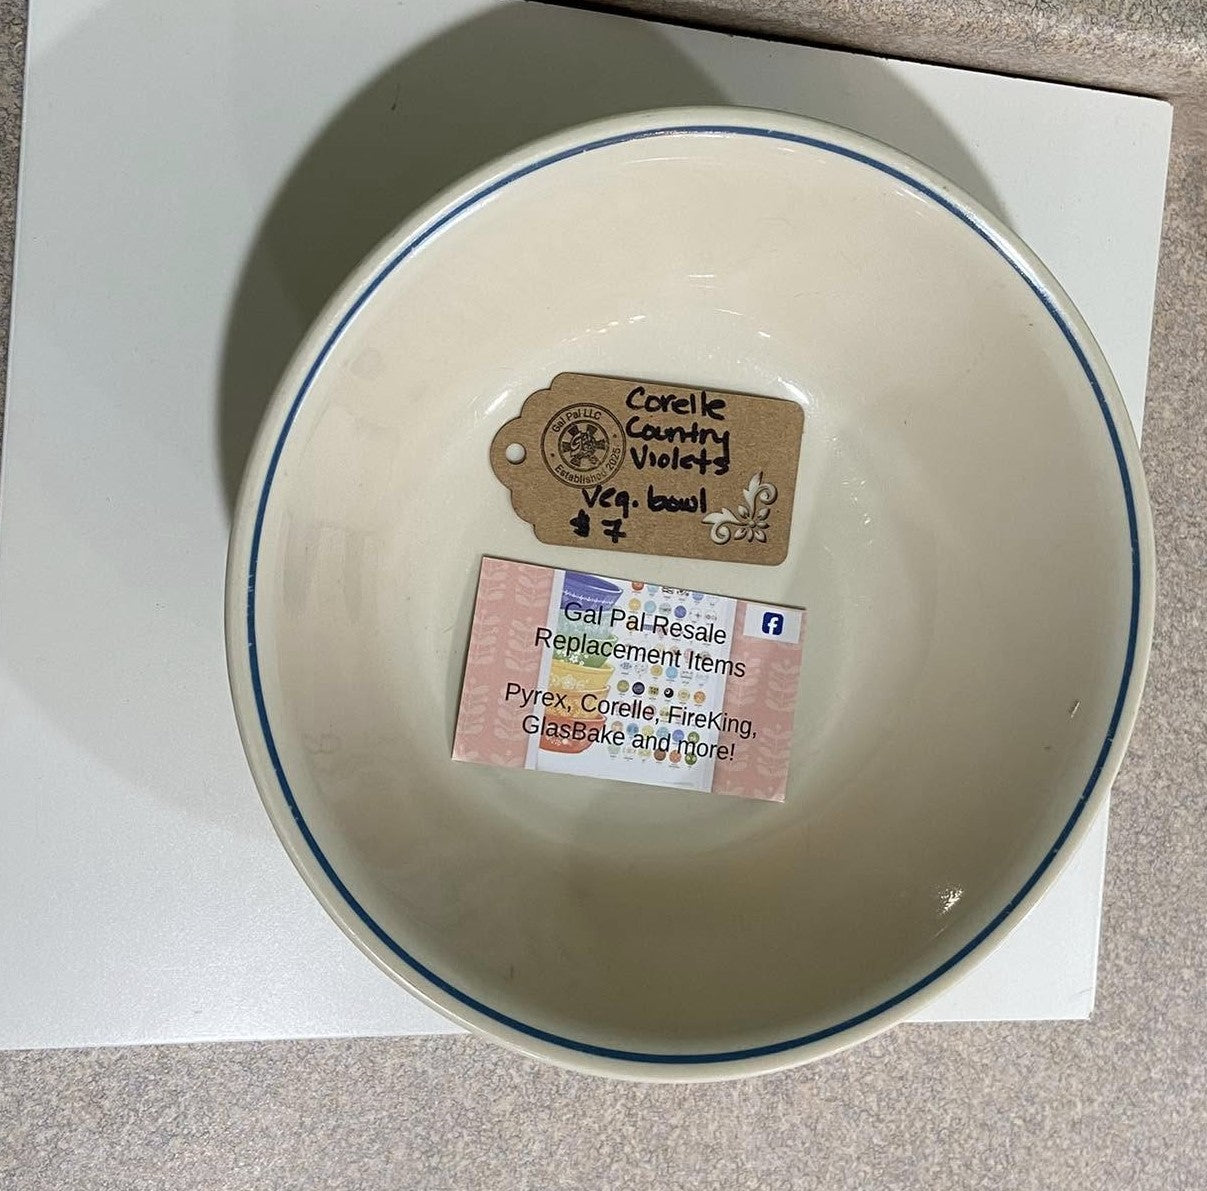 Corelle
Country
Violets
Veg. bowl
$7
Gal Pal LLC
Established 2025
Gal Pal Resale
Replacement Items
Pyrex, Corelle, FireKing,
GlasBake and more!